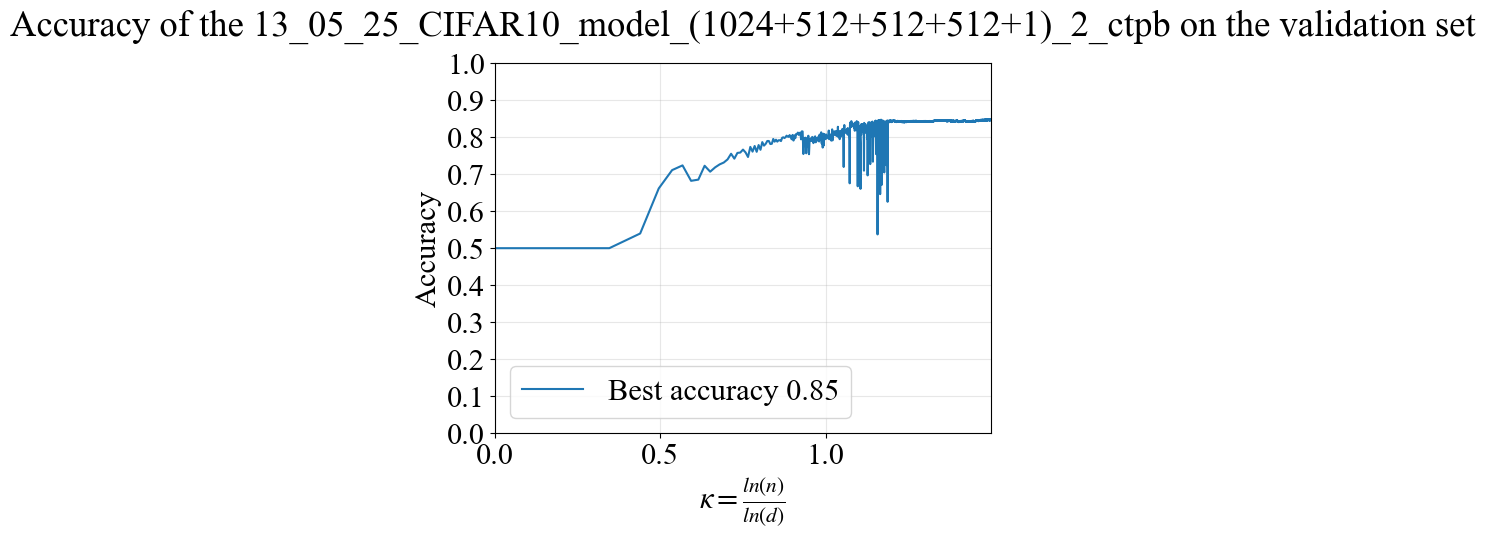 Accuracy of the 13_05_25_CIFAR10_model_(1024+512+512+512+1)_2_ctpb on the validation set
1.0
0.9
0.8
0.7
0.6
0.5
0.4
0.3
0.2
0.1
0.0
Accuracy
Best accuracy 0.85
0.0 0.5 1.0
κ = ln(n) / ln(d)